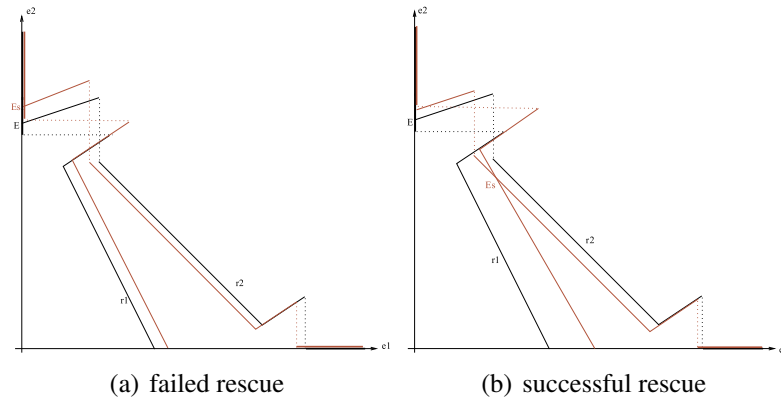 e2
Es
E
r2
r1
e1
(a) failed rescue
e2
E
Es
r2
r1
(b) successful rescue